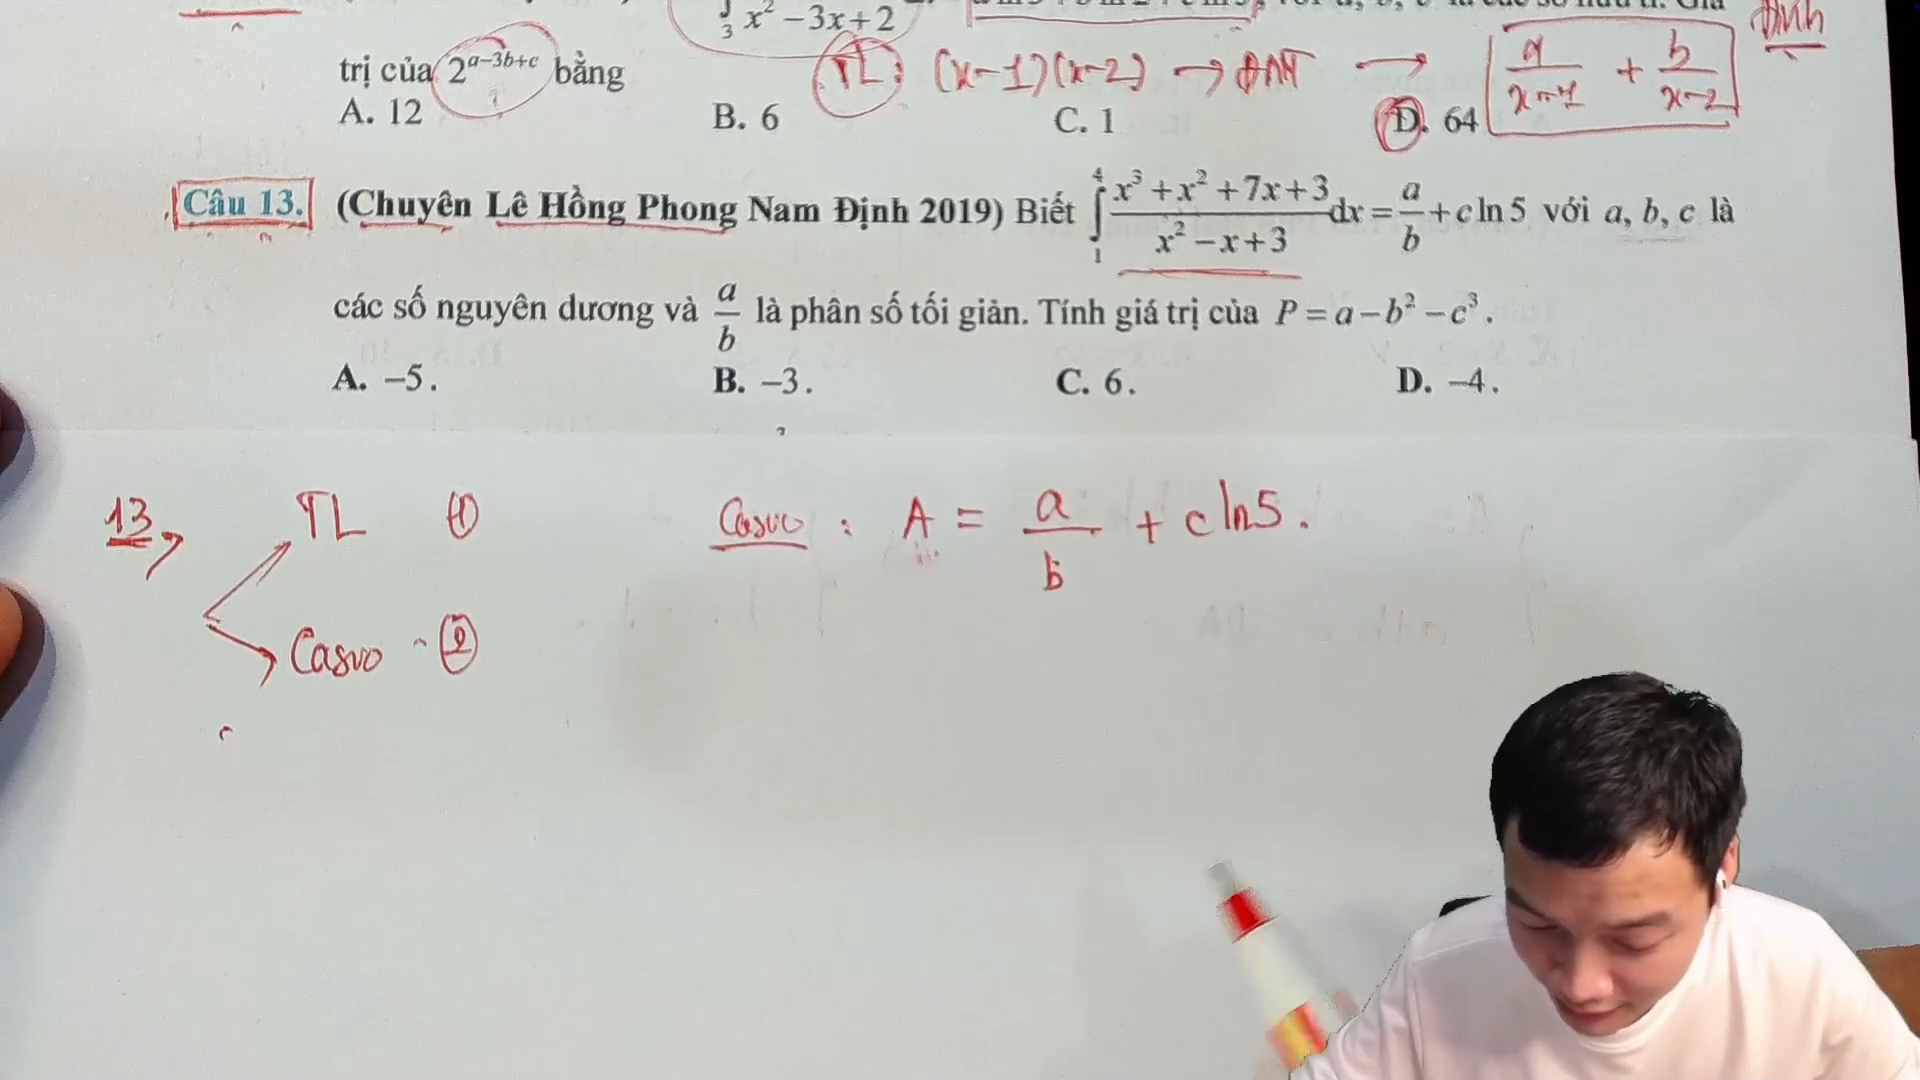 ∫₃ x² − 3x + 2
Định
trị của 2^{a−3b+c} bằng
TL: (x−1)(x−2) → → a/(x−1) + b/(x−2)
A. 12 B. 6 C. 1 D. 64
Câu 13. (Chuyên Lê Hồng Phong Nam Định 2019) Biết ∫₁⁴ (x³ + x² + 7x + 3)/(x² − x + 3) dx = a/b + c ln 5 với a, b, c là
các số nguyên dương và a/b là phân số tối giản. Tính giá trị của P = a − b² − c³.
A. −5. B. −3. C. 6. D. −4.
13, TL ①
Casio ②
Casio : A = a/b + c ln5.